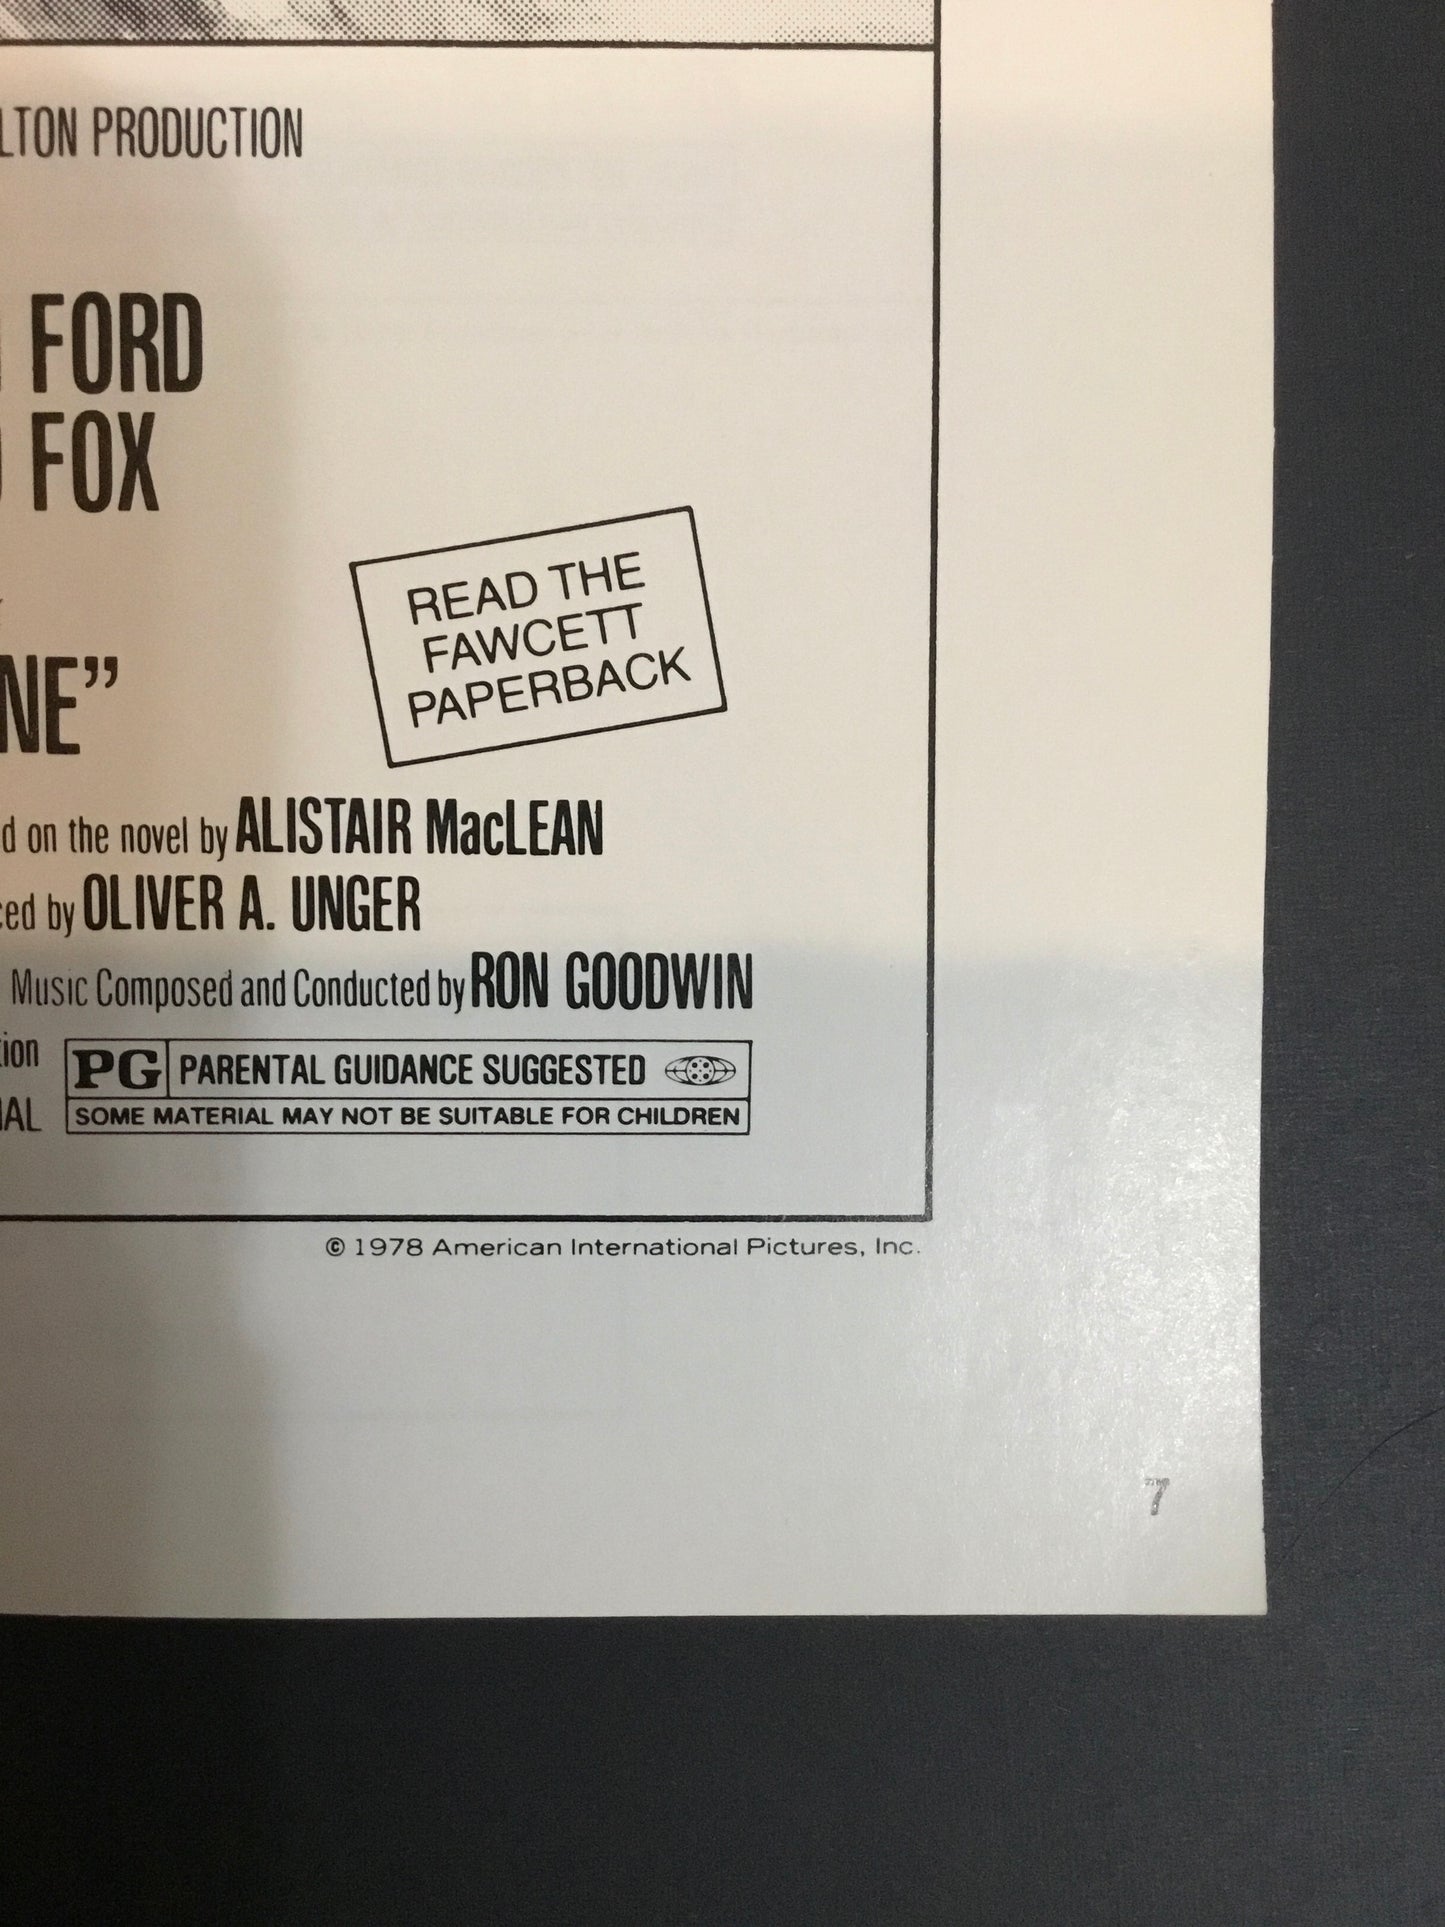 LTON PRODUCTION
FORD
FOX
READ THE
FAWCETT
PAPERBACK
NE”
d on the novel by ALISTAIR MacLEAN
ced by OLIVER A. UNGER
Music Composed and Conducted by RON GOODWIN
tion
PG PARENTAL GUIDANCE SUGGESTED
IAL
SOME MATERIAL MAY NOT BE SUITABLE FOR CHILDREN
© 1978 American International Pictures, Inc.
7